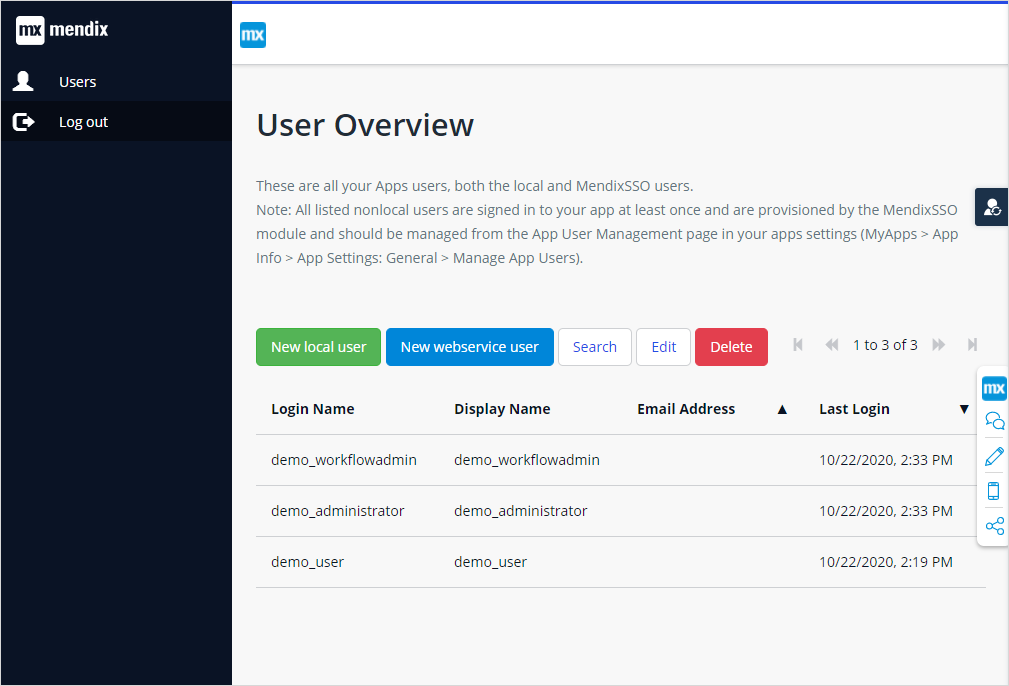 mx mendix
mx
Users
Log out
User Overview
These are all your Apps users, both the local and MendixSSO users.
Note: All listed nonlocal users are signed in to your app at least once and are provisioned by the MendixSSO
module and should be managed from the App User Management page in your apps settings (MyApps > App
Info > App Settings: General > Manage App Users).
New local user New webservice user Search Edit Delete 1 to 3 of 3
mx
Login Name Display Name Email Address ▲ Last Login ▼
demo_workflowadmin demo_workflowadmin 10/22/2020, 2:33 PM
demo_administrator demo_administrator 10/22/2020, 2:33 PM
demo_user demo_user 10/22/2020, 2:19 PM